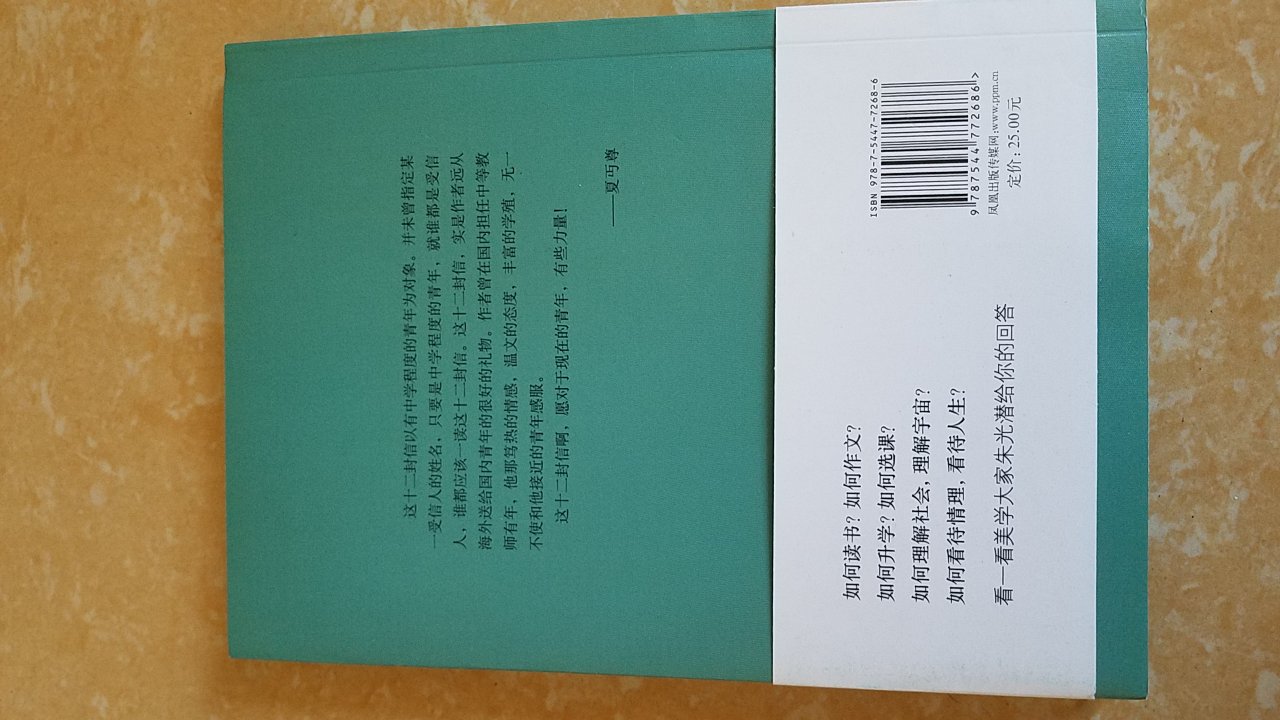 这十二封信以有中学程度的青年为对象。并未曾指定某
一受信人的姓名，只要是中学程度的青年，就谁都是受信
人，谁都应该一读这十二封信。这十二封信，实是作者远从
海外送给国内青年的很好的礼物。作者曾在国内担任中等教
师有年，他那笃热的情感，温文的态度，丰富的学殖，无一
不使和他接近的青年感服。
这十二封信啊，愿对于现在的青年，有些力量！
——夏丏尊
如何读书？如何作文？
如何升学？如何选课？
如何理解社会，理解宇宙？
如何看待情理，看待人生？
看一看美学大家朱光潜给你的回答
ISBN 978-7-5447-7268-6
9 787544 772686 >
凤凰出版传媒网：www.ppm.cn
定价：25.00元